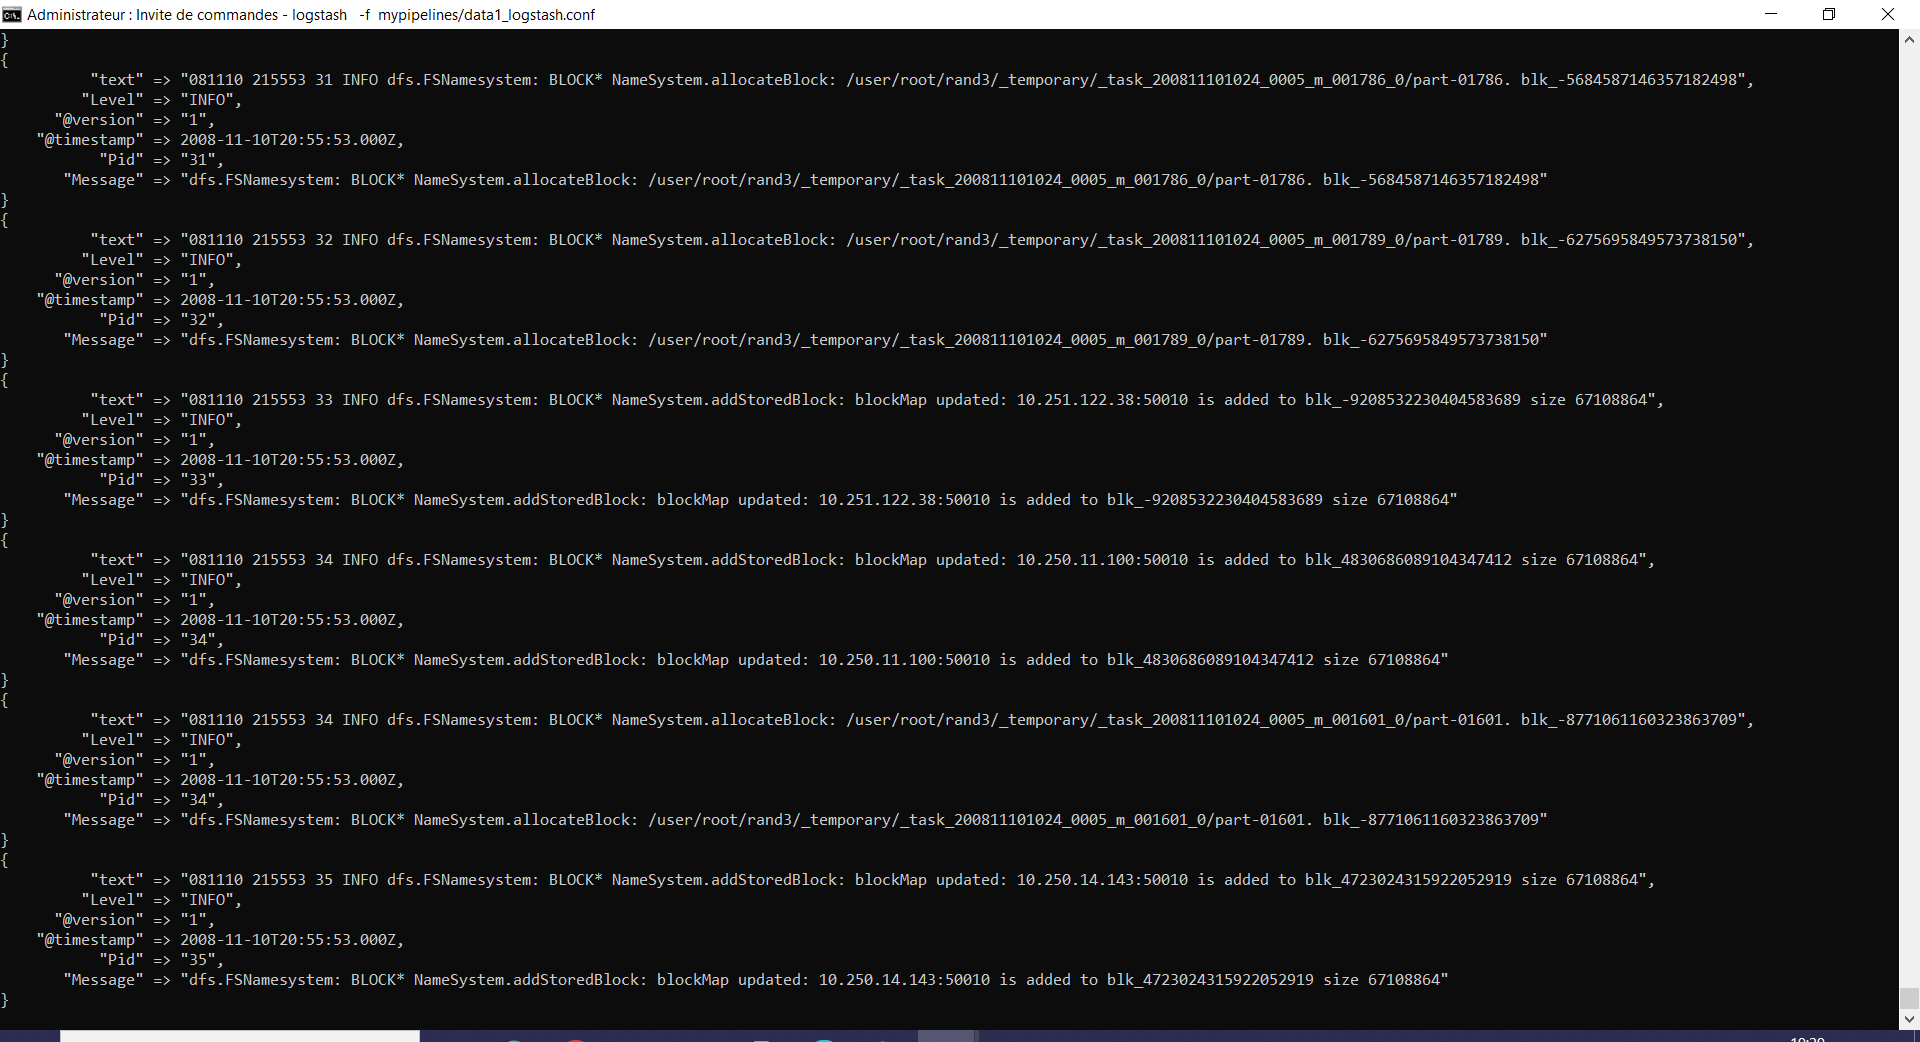 Administrateur : Invite de commandes - logstash -f mypipelines/data1_logstash.conf
}
{
"text" => "081110 215553 31 INFO dfs.FSNamesystem: BLOCK* NameSystem.allocateBlock: /user/root/rand3/_temporary/_task_200811101024_0005_m_001786_0/part-01786. blk_-5684587146357182498",
"Level" => "INFO",
"@version" => "1",
"@timestamp" => 2008-11-10T20:55:53.000Z,
"Pid" => "31",
"Message" => "dfs.FSNamesystem: BLOCK* NameSystem.allocateBlock: /user/root/rand3/_temporary/_task_200811101024_0005_m_001786_0/part-01786. blk_-5684587146357182498"
}
{
"text" => "081110 215553 32 INFO dfs.FSNamesystem: BLOCK* NameSystem.allocateBlock: /user/root/rand3/_temporary/_task_200811101024_0005_m_001789_0/part-01789. blk_-6275695849573738150",
"Level" => "INFO",
"@version" => "1",
"@timestamp" => 2008-11-10T20:55:53.000Z,
"Pid" => "32",
"Message" => "dfs.FSNamesystem: BLOCK* NameSystem.allocateBlock: /user/root/rand3/_temporary/_task_200811101024_0005_m_001789_0/part-01789. blk_-6275695849573738150"
}
{
"text" => "081110 215553 33 INFO dfs.FSNamesystem: BLOCK* NameSystem.addStoredBlock: blockMap updated: 10.251.122.38:50010 is added to blk_-9208532230404583689 size 67108864",
"Level" => "INFO",
"@version" => "1",
"@timestamp" => 2008-11-10T20:55:53.000Z,
"Pid" => "33",
"Message" => "dfs.FSNamesystem: BLOCK* NameSystem.addStoredBlock: blockMap updated: 10.251.122.38:50010 is added to blk_-9208532230404583689 size 67108864"
}
{
"text" => "081110 215553 34 INFO dfs.FSNamesystem: BLOCK* NameSystem.addStoredBlock: blockMap updated: 10.250.11.100:50010 is added to blk_4830686089104347412 size 67108864",
"Level" => "INFO",
"@version" => "1",
"@timestamp" => 2008-11-10T20:55:53.000Z,
"Pid" => "34",
"Message" => "dfs.FSNamesystem: BLOCK* NameSystem.addStoredBlock: blockMap updated: 10.250.11.100:50010 is added to blk_4830686089104347412 size 67108864"
}
{
"text" => "081110 215553 34 INFO dfs.FSNamesystem: BLOCK* NameSystem.allocateBlock: /user/root/rand3/_temporary/_task_200811101024_0005_m_001601_0/part-01601. blk_-8771061160323863709",
"Level" => "INFO",
"@version" => "1",
"@timestamp" => 2008-11-10T20:55:53.000Z,
"Pid" => "34",
"Message" => "dfs.FSNamesystem: BLOCK* NameSystem.allocateBlock: /user/root/rand3/_temporary/_task_200811101024_0005_m_001601_0/part-01601. blk_-8771061160323863709"
}
{
"text" => "081110 215553 35 INFO dfs.FSNamesystem: BLOCK* NameSystem.addStoredBlock: blockMap updated: 10.250.14.143:50010 is added to blk_4723024315922052919 size 67108864",
"Level" => "INFO",
"@version" => "1",
"@timestamp" => 2008-11-10T20:55:53.000Z,
"Pid" => "35",
"Message" => "dfs.FSNamesystem: BLOCK* NameSystem.addStoredBlock: blockMap updated: 10.250.14.143:50010 is added to blk_4723024315922052919 size 67108864"
}